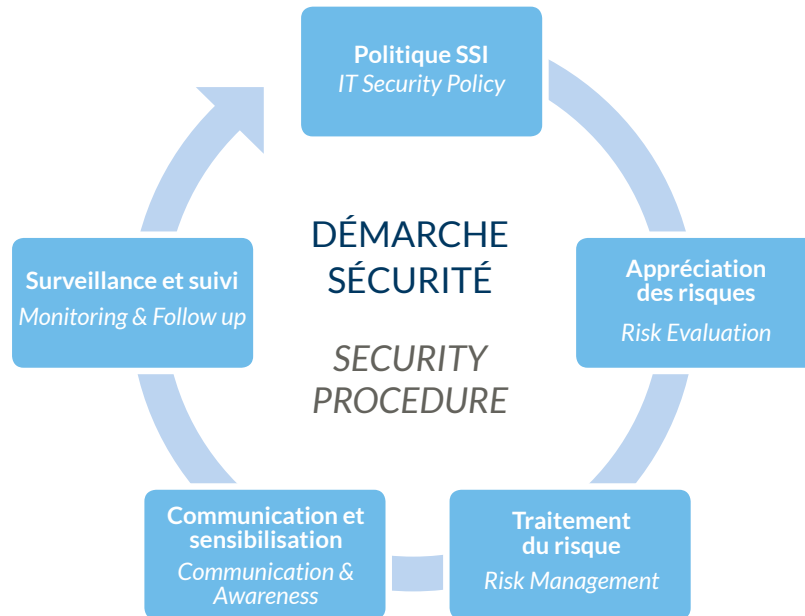 Politique SSI
IT Security Policy
DÉMARCHE
SÉCURITÉ
SECURITY
PROCEDURE
Appréciation
des risques
Risk Evaluation
Traitement
du risque
Risk Management
Communication et
sensibilisation
Communication &
Awareness
Surveillance et suivi
Monitoring & Follow up